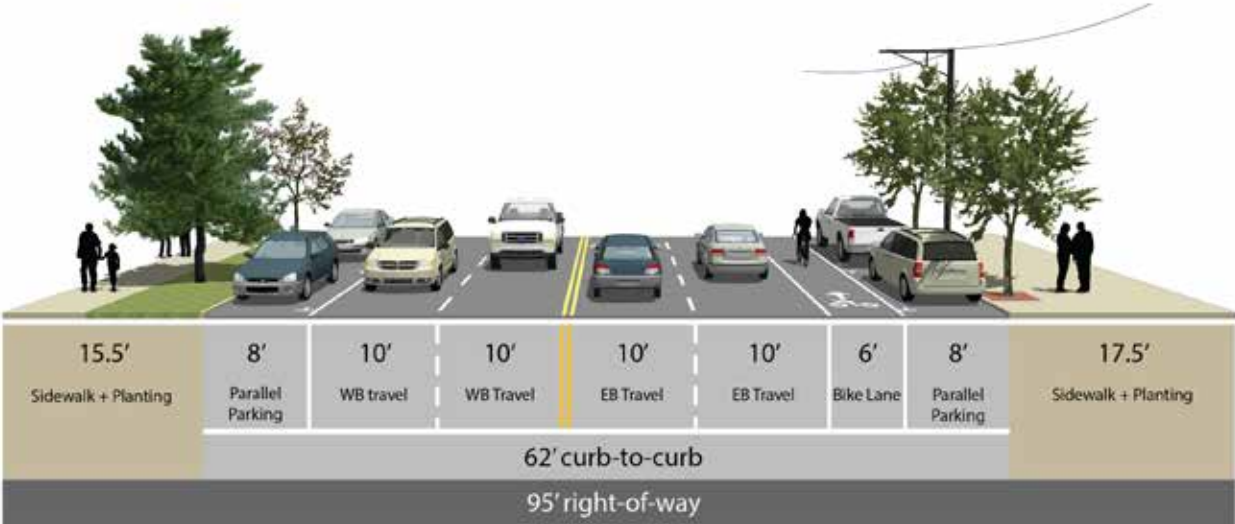 15.5'
Sidewalk + Planting
8'
Parallel
Parking
10'
WB travel
10'
WB Travel
10'
EB Travel
10'
EB Travel
6'
Bike Lane
8'
Parallel
Parking
17.5'
Sidewalk + Planting
62' curb-to-curb
95' right-of-way